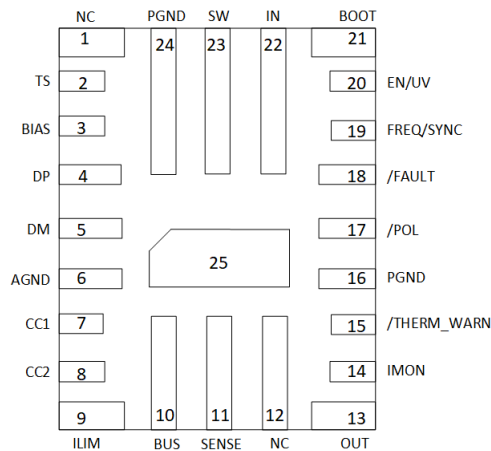 NC PGND SW IN BOOT
1 24 23 22 21
TS 2 20 EN/UV
BIAS 3 19 FREQ/SYNC
DP 4 18 /FAULT
DM 5 17 /POL
25
AGND 6 16 PGND
CC1 7 15 /THERM_WARN
CC2 8 14 IMON
9 10 11 12 13
ILIM BUS SENSE NC OUT